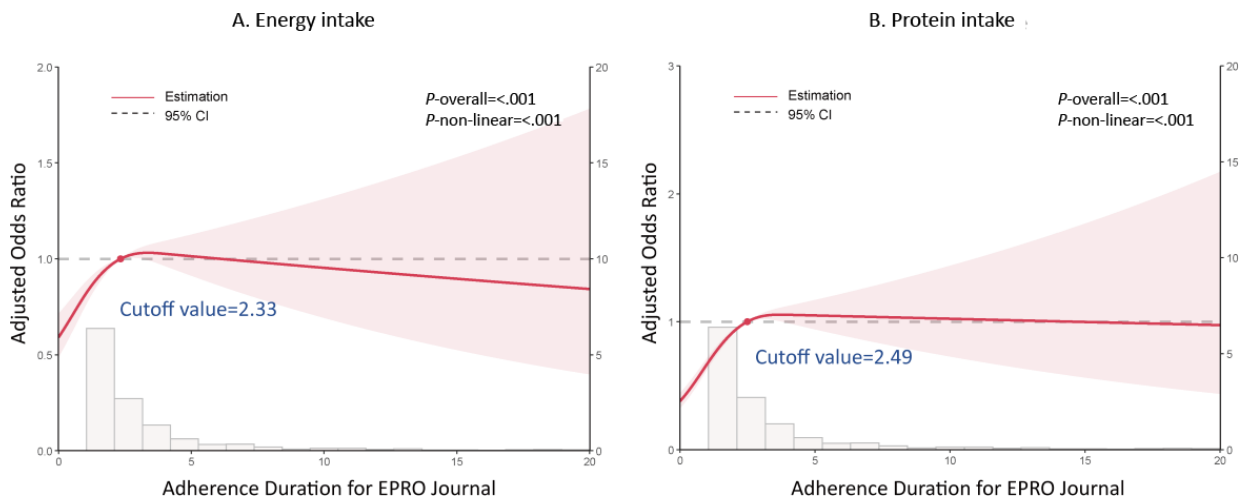 A. Energy intake
2.0
1.5
1.0
0.5
0.0
20
15
10
5
0
Estimation
95% CI
P-overall=<.001
P-non-linear=<.001
Adjusted Odds Ratio
Cutoff value=2.33
0
5
10
15
20
Adherence Duration for EPRO Journal
B. Protein intake
3
2
1
0
20
15
10
5
0
Estimation
95% CI
P-overall=<.001
P-non-linear=<.001
Adjusted Odds Ratio
Cutoff value=2.49
0
5
10
15
20
Adherence Duration for EPRO Journal